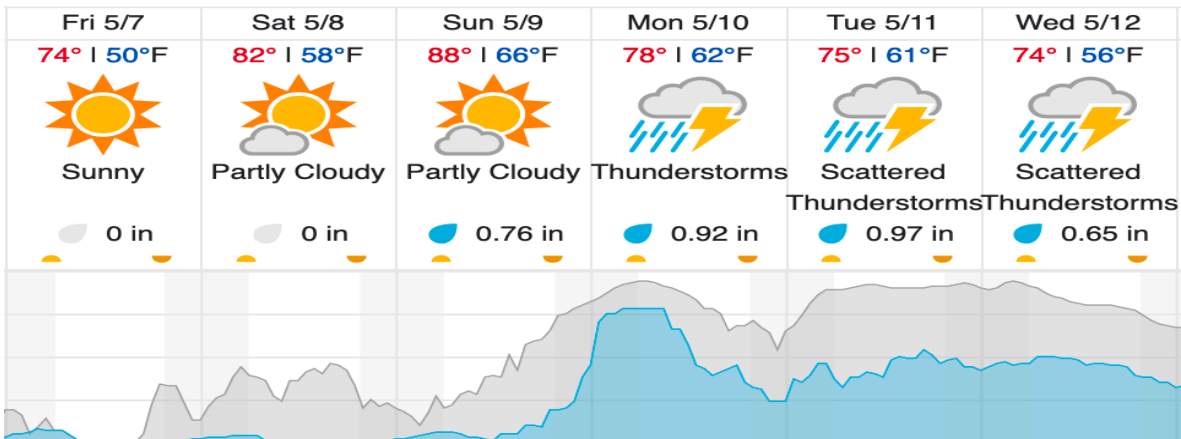 Fri 5/7 Sat 5/8 Sun 5/9 Mon 5/10 Tue 5/11 Wed 5/12
74° | 50°F 82° | 58°F 88° | 66°F 78° | 62°F 75° | 61°F 74° | 56°F
Sunny Partly Cloudy Partly Cloudy Thunderstorms Scattered Scattered
Thunderstorms Thunderstorms
0 in 0 in 0.76 in 0.92 in 0.97 in 0.65 in